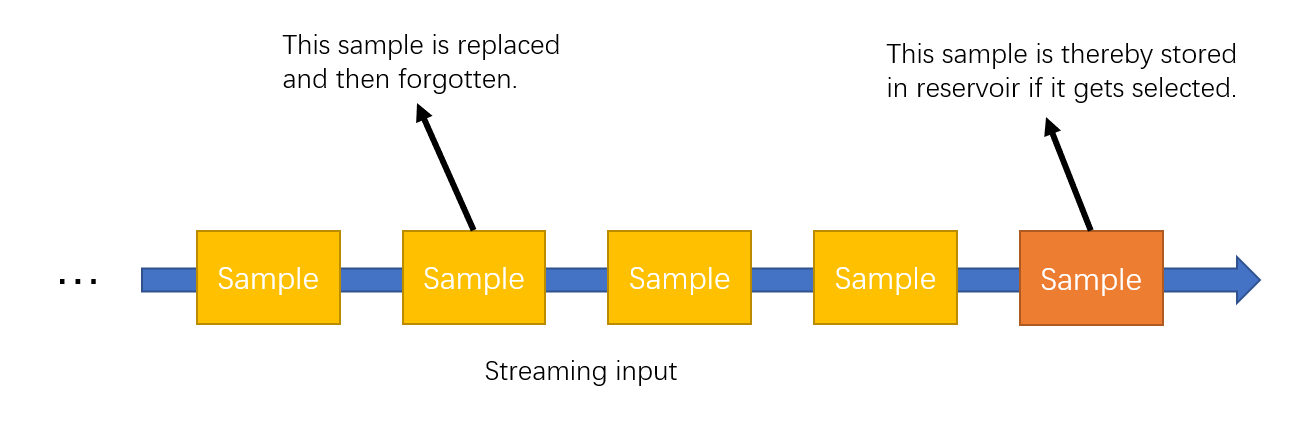 This sample is replaced
and then forgotten.
This sample is thereby stored
in reservoir if it gets selected.
...
Sample
Sample
Sample
Sample
Sample
Streaming input